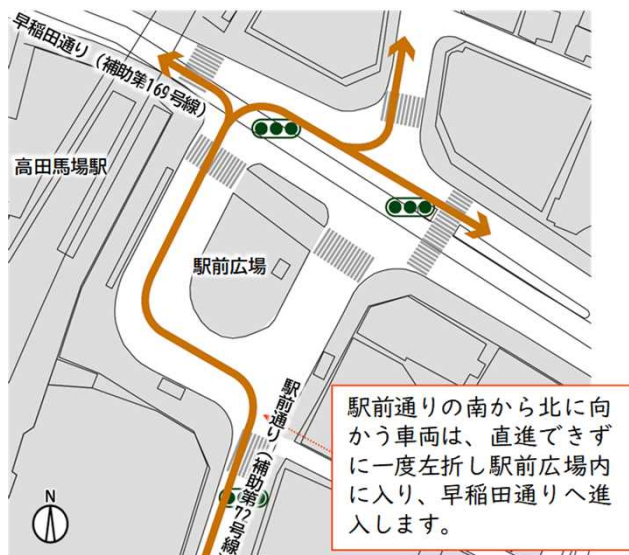 早稲田通り（補助第169号線）
高田馬場駅
駅前広場
駅前通り（補助第72号線）
駅前通りの南から北に向
かう車両は、直進できず
に一度左折し駅前広場内
に入り、早稲田通りへ進
入します。
N